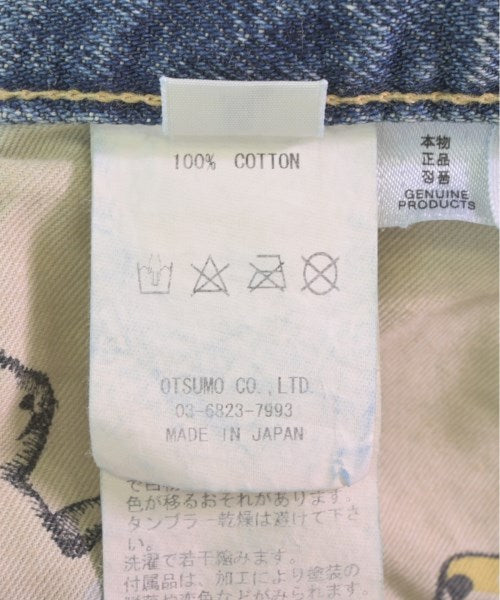 100% COTTON
OTSUMO CO.,LTD.
03-6823-7993
MADE IN JAPAN
本物
正品
정품
GENUINE
PRODUCTS
色が移るおそれがあります。
タンブラー乾燥は避けて下さ
い。
洗濯で若干縮みます。
付属品は、加工により塗装の